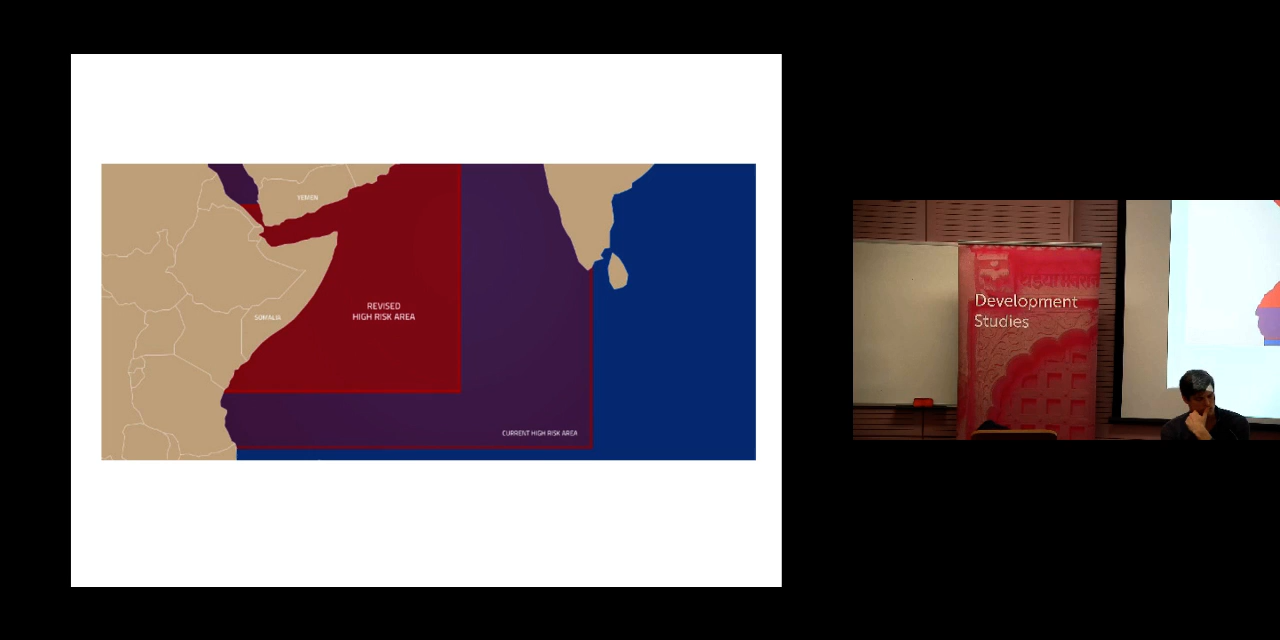 YEMEN
SOMALIA
REVISED
HIGH RISK AREA
CURRENT HIGH RISK AREA
Development
Studies